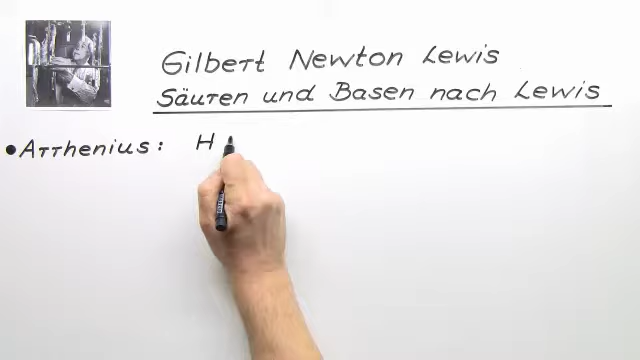 Gilbert Newton Lewis
Säuren und Basen nach Lewis
• Arrhenius: H